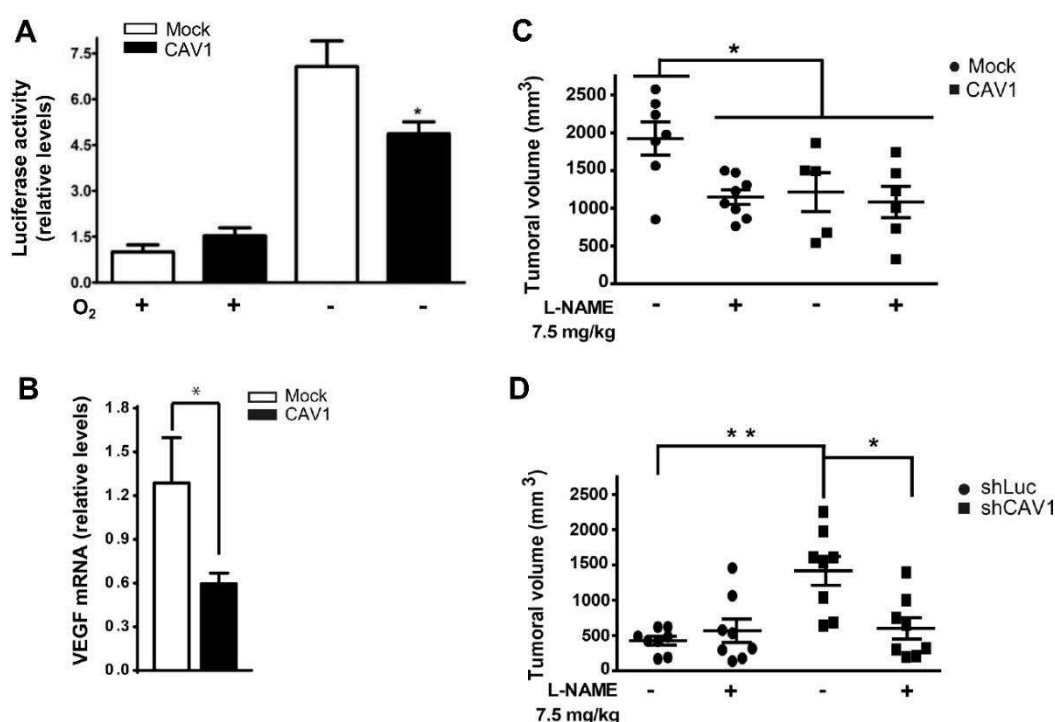 A
Mock
CAV1
Luciferase activity
(relative levels)
7.5
6.0
4.5
3.0
1.5
0
*
O2 + + - -
B
Mock
CAV1
VEGF mRNA (relative levels)
1.8
1.5
1.2
0.9
0.6
0.3
0.0
*
C
Mock
CAV1
Tumoral volume (mm3)
2500
2000
1500
1000
500
0
*
L-NAME - + - +
7.5 mg/kg
D
shLuc
shCAV1
Tumoral volume (mm3)
2500
2000
1500
1000
500
0
* *
*
L-NAME - + - +
7.5 mg/kg